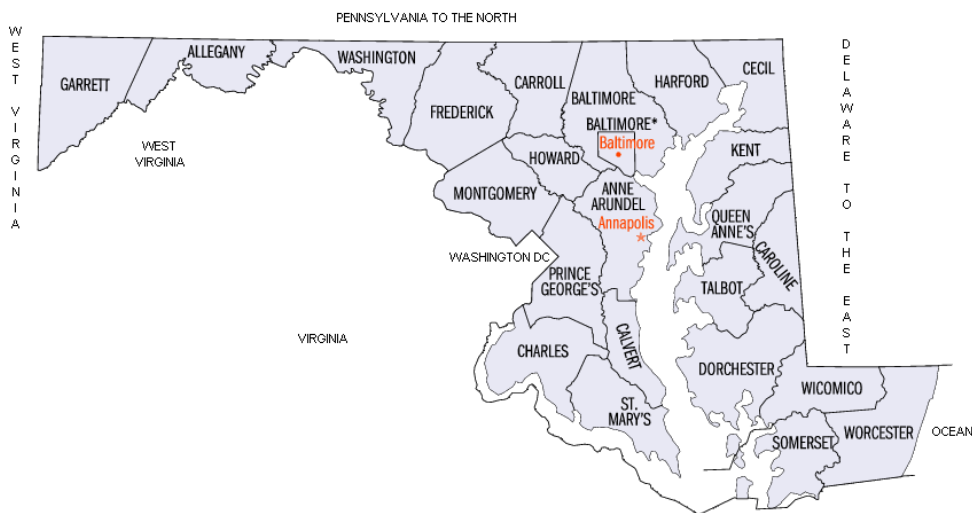 PENNSYLVANIA TO THE NORTH
WEST VIRGINIA
DELAWARE TO THE EAST
GARRETT
ALLEGANY
WASHINGTON
FREDERICK
CARROLL
BALTIMORE
HARFORD
CECIL
BALTIMORE*
Baltimore
WEST
VIRGINIA
HOWARD
KENT
MONTGOMERY
ANNE
ARUNDEL
Annapolis
*
QUEEN
ANNE'S
CAROLINE
WASHINGTON DC
PRINCE
GEORGE'S
TALBOT
VIRGINIA
CHARLES
CALVERT
DORCHESTER
WICOMICO
ST.
MARY'S
SOMERSET
WORCESTER
OCEAN